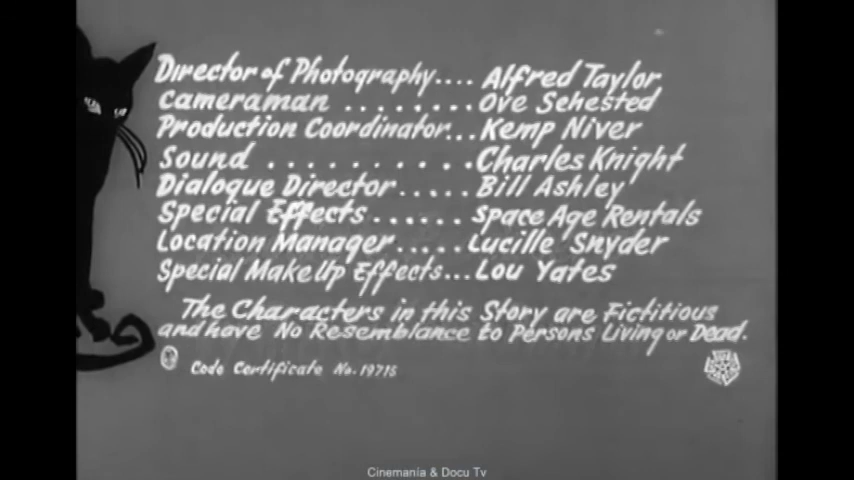 Director of Photography.... Alfred Taylor
Cameraman ........ Ove Sehested
Production Coordinator... Kemp Niver
Sound .......... Charles Knight
Dialogue Director..... Bill Ashley
Special Effects...... Space Age Rentals
Location Manager..... Lucille Snyder
Special MakeUp Effects... Lou Yates
The Characters in this Story are Fictitious
and have No Resemblance to Persons Living or Dead.
Code Certificate No. 19715
Cinemania & Docu Tv